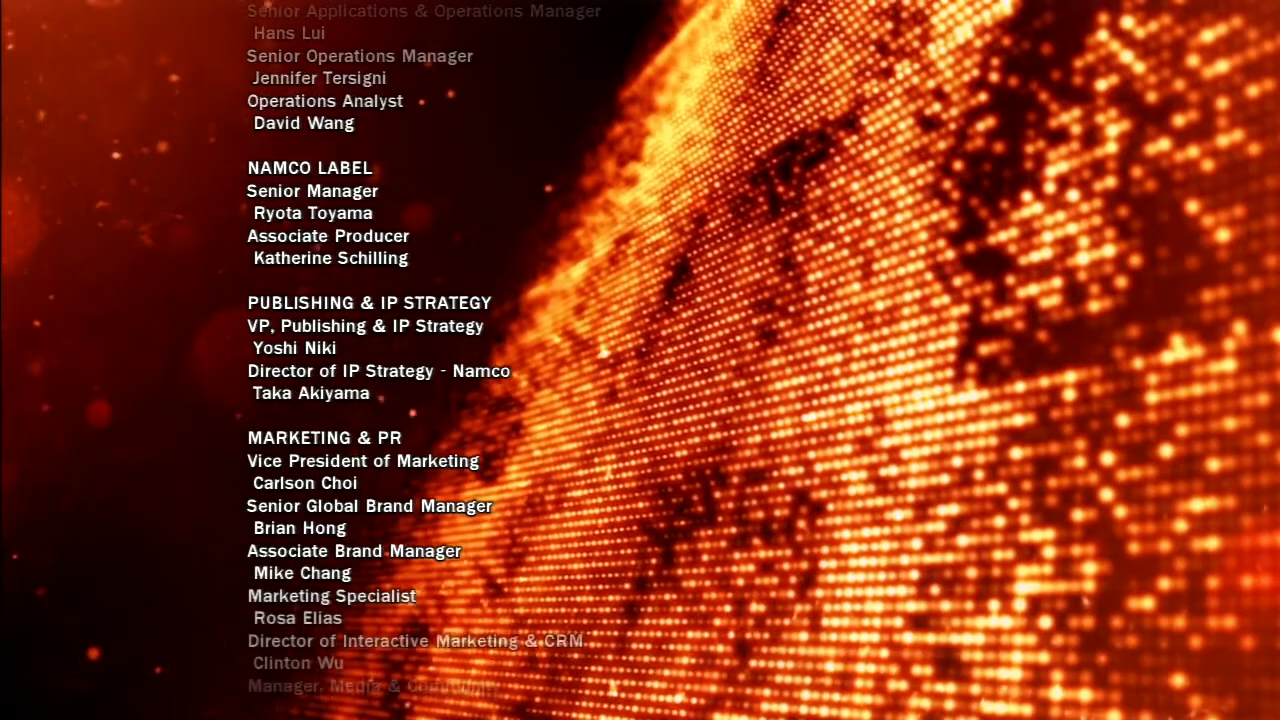 Senior Applications & Operations Manager
Hans Lui
Senior Operations Manager
Jennifer Tersigni
Operations Analyst
David Wang
NAMCO LABEL
Senior Manager
Ryota Toyama
Associate Producer
Katherine Schilling
PUBLISHING & IP STRATEGY
VP, Publishing & IP Strategy
Yoshi Niki
Director of IP Strategy - Namco
Taka Akiyama
MARKETING & PR
Vice President of Marketing
Carlson Choi
Senior Global Brand Manager
Brian Hong
Associate Brand Manager
Mike Chang
Marketing Specialist
Rosa Elias
Director of Interactive Marketing & CRM
Clinton Wu
Manager, Media &